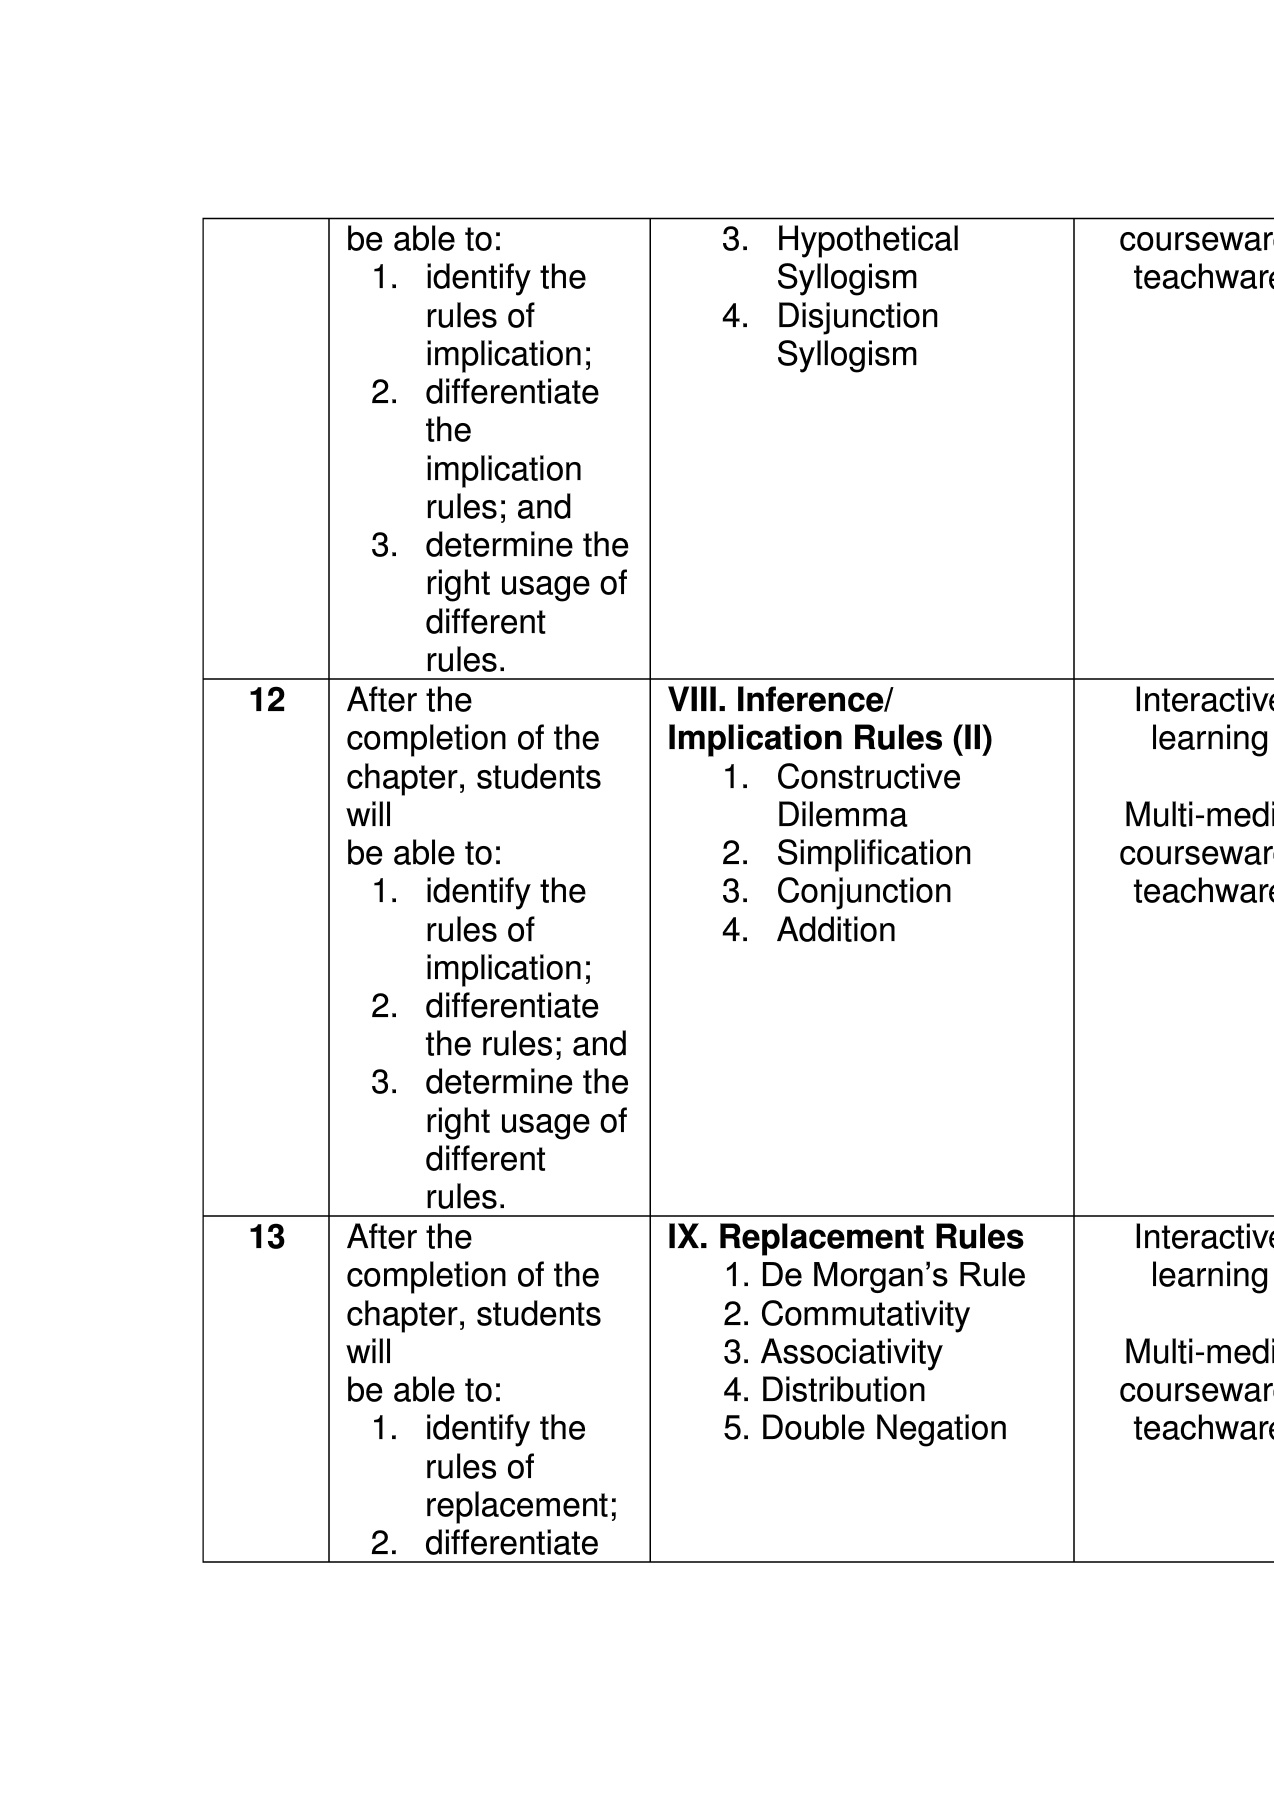 be able to:
1. identify the
rules of
implication;
2. differentiate
the
implication
rules; and
3. determine the
right usage of
different
rules.
3. Hypothetical
Syllogism
4. Disjunction
Syllogism
coursewar
teachwar
12
After the
completion of the
chapter, students
will
be able to:
1. identify the
rules of
implication;
2. differentiate
the rules; and
3. determine the
right usage of
different
rules.
VIII. Inference/
Implication Rules (II)
1. Constructive
Dilemma
2. Simplification
3. Conjunction
4. Addition
Interactive
learning
Multi-medi
coursewar
teachwar
13
After the
completion of the
chapter, students
will
be able to:
1. identify the
rules of
replacement;
2. differentiate
IX. Replacement Rules
1. De Morgan’s Rule
2. Commutativity
3. Associativity
4. Distribution
5. Double Negation
Interactive
learning
Multi-medi
coursewar
teachwar